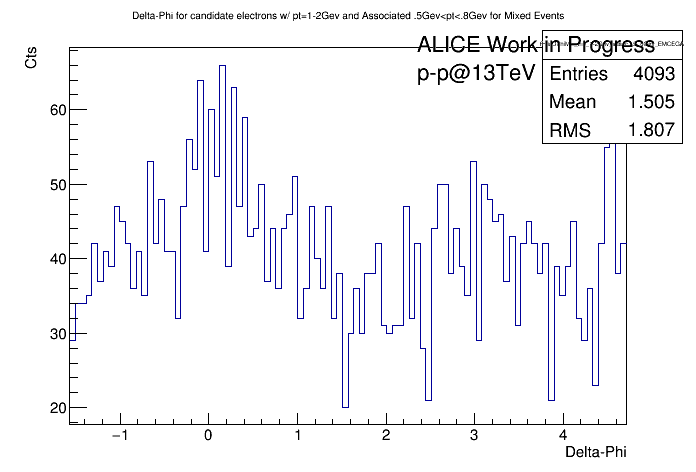 Delta-Phi for candidate electrons w/ pt=1-2Gev and Associated .5Gev<pt<.8Gev for Mixed Events
Cts
ALICE Work in Progress
p-p@13TeV
Entries 4093
Mean 1.505
RMS 1.807
60
50
40
30
20
−1 0 1 2 3 4
Delta-Phi